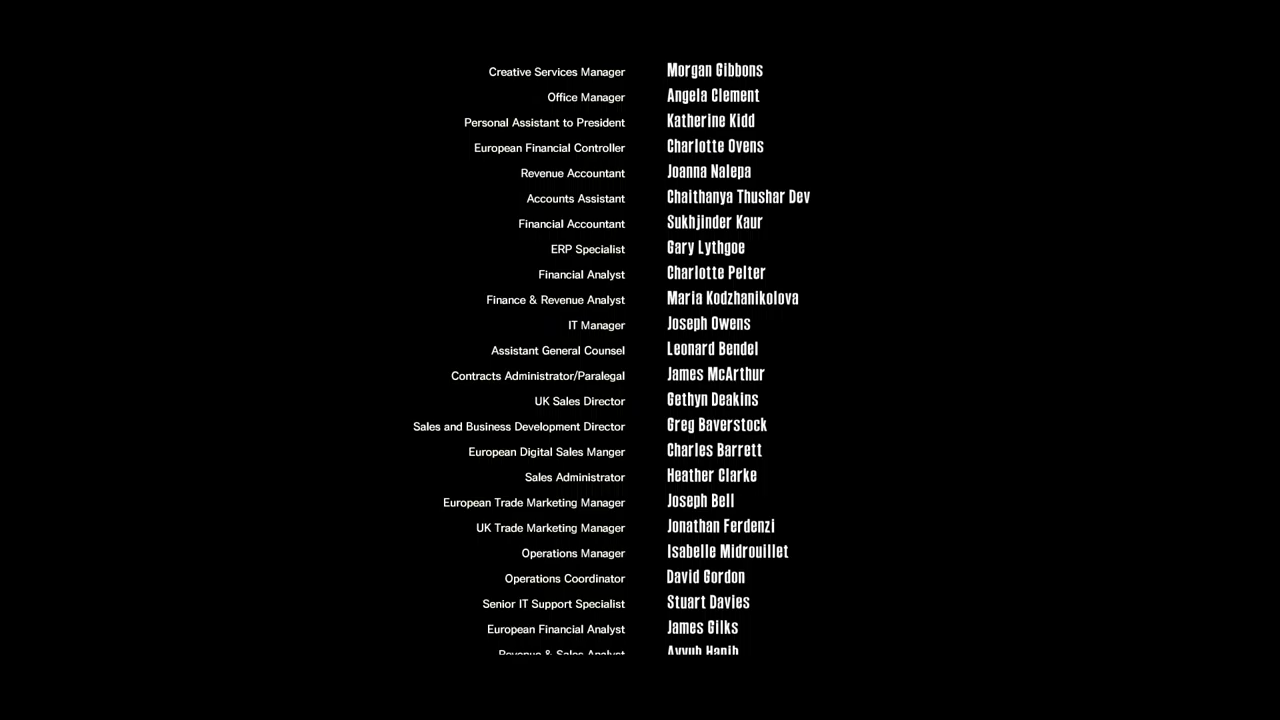 Creative Services Manager Morgan Gibbons
Office Manager Angela Clement
Personal Assistant to President Katherine Kidd
European Financial Controller Charlotte Ovens
Revenue Accountant Joanna Nalepa
Accounts Assistant Chaithanya Thushar Dev
Financial Accountant Sukhjinder Kaur
ERP Specialist Gary Lythgoe
Financial Analyst Charlotte Pelter
Finance & Revenue Analyst Maria Kodzhanikolova
IT Manager Joseph Owens
Assistant General Counsel Leonard Bendel
Contracts Administrator/Paralegal James McArthur
UK Sales Director Gethyn Deakins
Sales and Business Development Director Greg Baverstock
European Digital Sales Manger Charles Barrett
Sales Administrator Heather Clarke
European Trade Marketing Manager Joseph Bell
UK Trade Marketing Manager Jonathan Ferdenzi
Operations Manager Isabelle Midrouillet
Operations Coordinator David Gordon
Senior IT Support Specialist Stuart Davies
European Financial Analyst James Gilks
Revenue & Sales Analyst